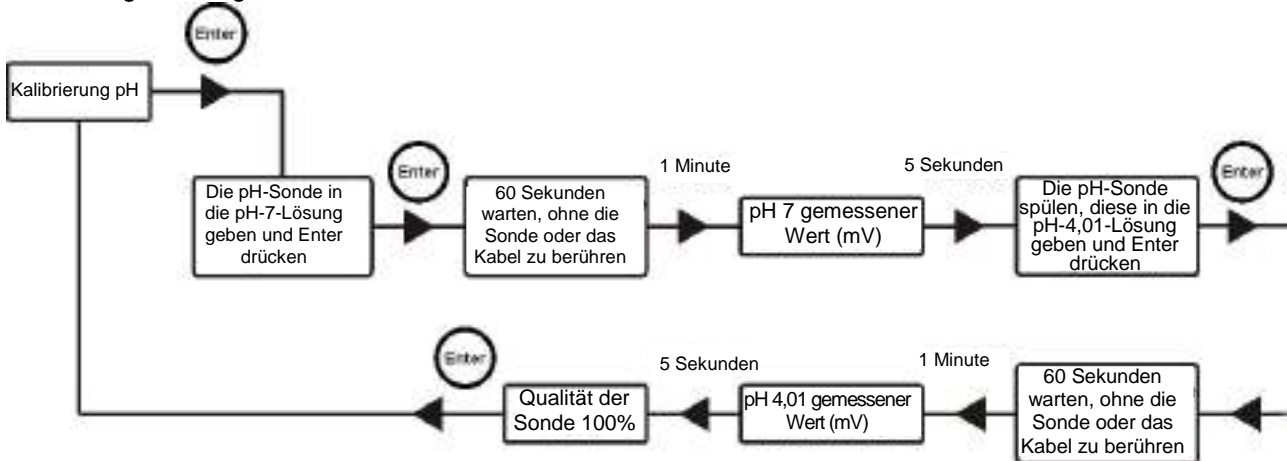 Enter
Kalibrierung pH
Die pH-Sonde in
die pH-7-Lösung
geben und Enter
drücken
Enter
60 Sekunden
warten, ohne die
Sonde oder das
Kabel zu berühren
1 Minute
pH 7 gemessener
Wert (mV)
5 Sekunden
Die pH-Sonde
spülen, diese in die
pH-4,01-Lösung
geben und Enter
drücken
Enter
60 Sekunden
warten, ohne die
Sonde oder das
Kabel zu berühren
1 Minute
pH 4,01 gemessener
Wert (mV)
5 Sekunden
Qualität der
Sonde 100%
Enter